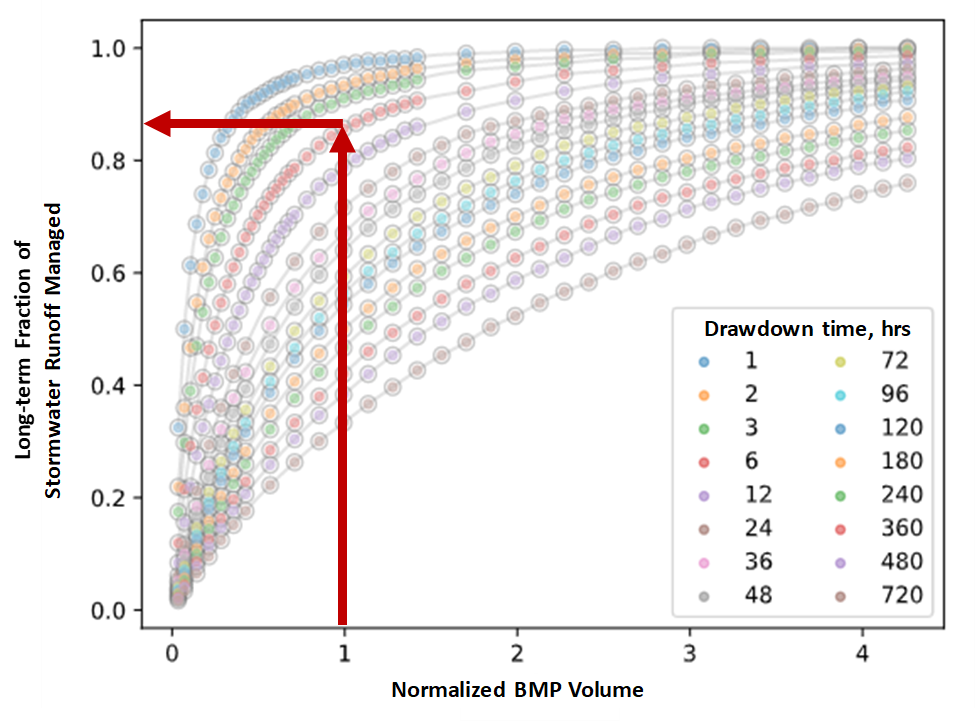 Long-term Fraction of
Stormwater Runoff Managed
1.0
0.8
0.6
0.4
0.2
0.0
0 1 2 3 4
Normalized BMP Volume
Drawdown time, hrs
1 72
2 96
3 120
6 180
12 240
24 360
36 480
48 720